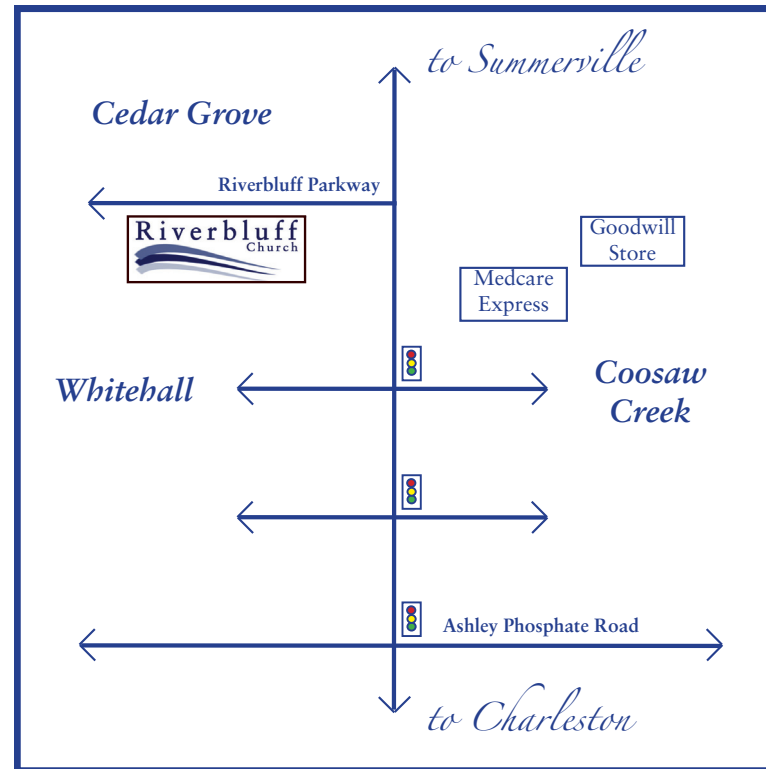 to Summerville
Cedar Grove
Riverbluff Parkway
Riverbluff
Church
Goodwill
Store
Medcare
Express
Whitehall
Coosaw
Creek
Ashley Phosphate Road
to Charleston